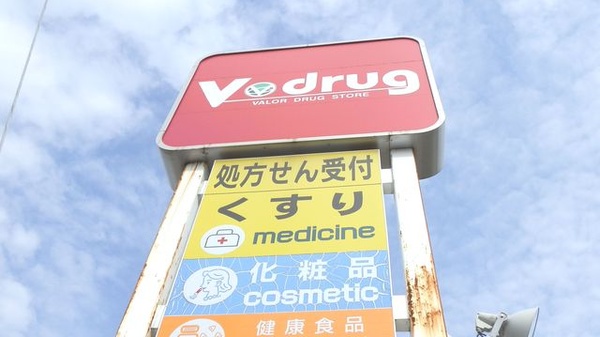 V drug
VALOR DRUG STORE
処方せん受付
くすり
medicine
化粧品
cosmetic
健康食品